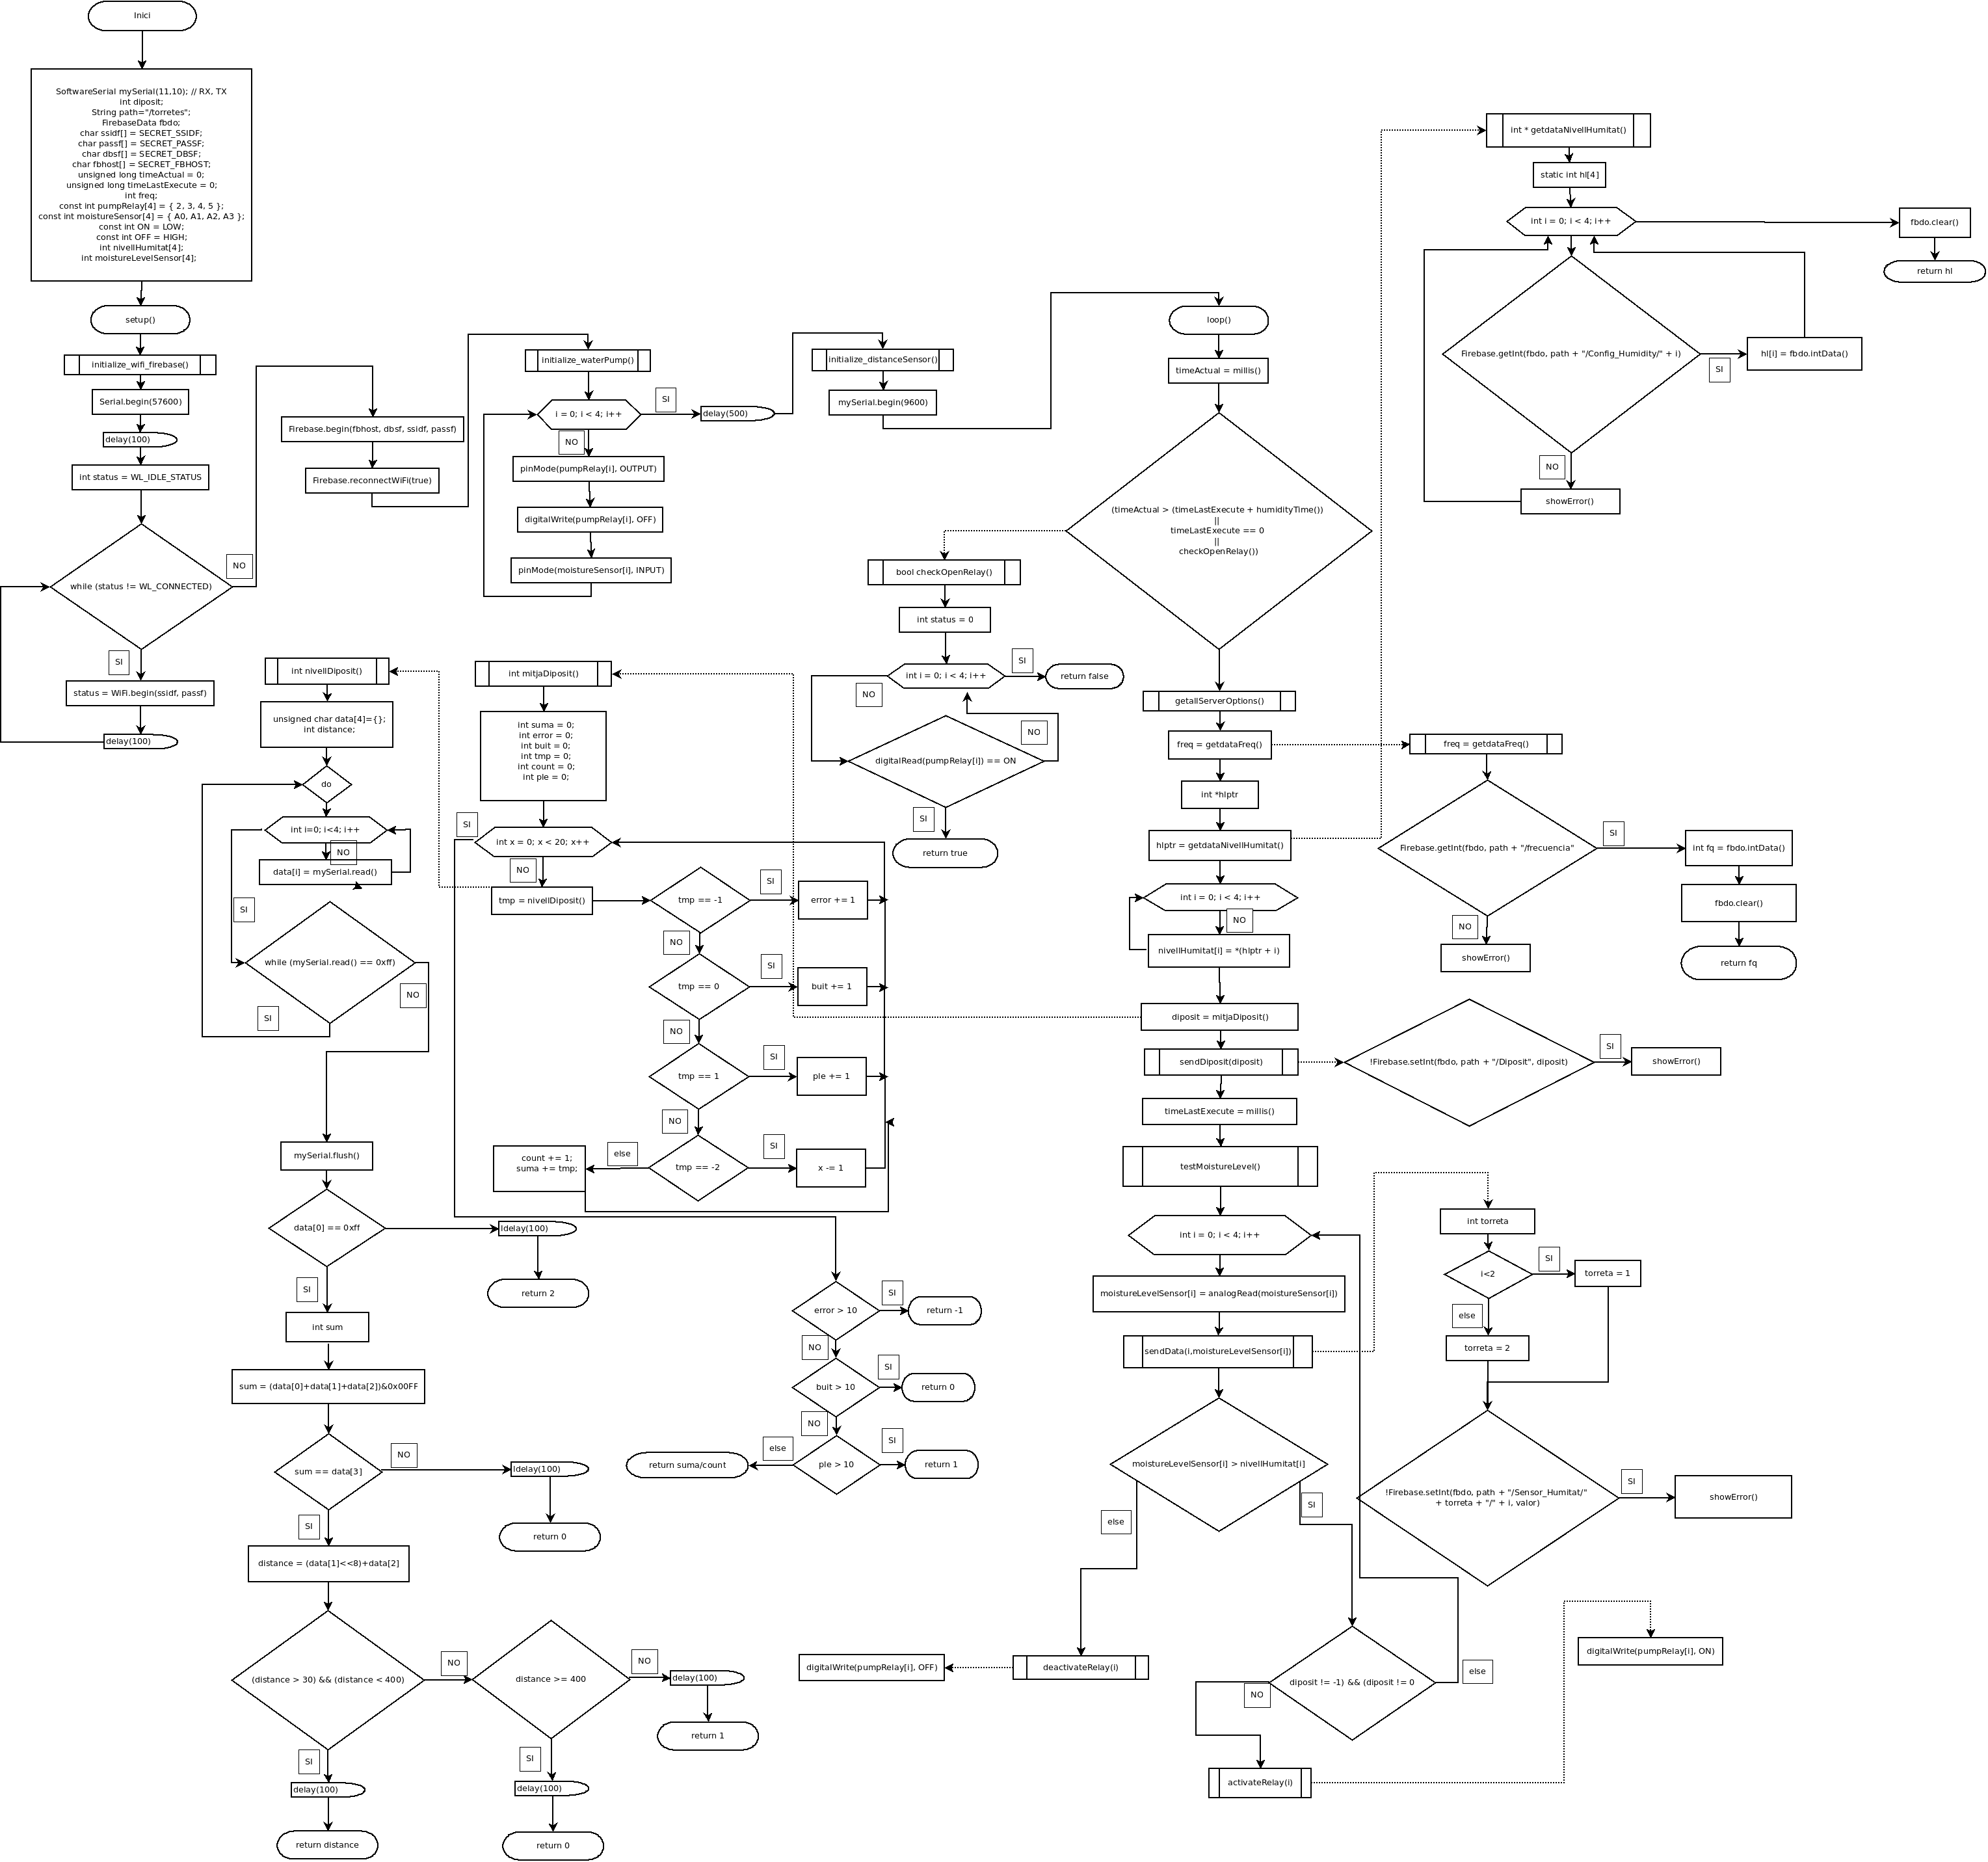 Inici
SoftwareSerial mySerial(11,10); // RX, TX
int diposit;
String path="/torretes";
FirebaseData fbdo;
char ssidf[] = SECRET_SSIDF;
char passf[] = SECRET_PASSF;
char dbsf[] = SECRET_DBSF;
char fbhost[] = SECRET_FBHOST;
unsigned long timeActual = 0;
unsigned long timeLastExecute = 0;
int freq;
const int pumpRelay[4] = { 2, 3, 4, 5 };
const int moistureSensor[4] = { A0, A1, A2, A3 };
const int ON = LOW;
const int OFF = HIGH;
int nivellHumitat[4];
int moistureLevelSensor[4];
setup()
initialize_wifi_firebase()
Serial.begin(57600)
delay(100)
int status = WL_IDLE_STATUS
while (status != WL_CONNECTED)
NO
SI
status = WiFi.begin(ssidf, passf)
delay(100)
Firebase.begin(fbhost, dbsf, ssidf, passf)
Firebase.reconnectWiFi(true)
initialize_waterPump()
i = 0; i < 4; i++
SI
NO
delay(500)
pinMode(pumpRelay[i], OUTPUT)
digitalWrite(pumpRelay[i], OFF)
pinMode(moistureSensor[i], INPUT)
initialize_distanceSensor()
mySerial.begin(9600)
loop()
timeActual = millis()
(timeActual > (timeLastExecute + humidityTime())
||
timeLastExecute == 0
||
checkOpenRelay())
bool checkOpenRelay()
int status = 0
int i = 0; i < 4; i++
SI
return false
NO
digitalRead(pumpRelay[i]) == ON
NO
SI
return true
int * getdataNivellHumitat()
static int hl[4]
int i = 0; i < 4; i++
fbdo.clear()
return hl
Firebase.getInt(fbdo, path + "/Config_Humidity/" + i)
SI
hl[i] = fbdo.intData()
NO
showError()
int nivellDiposit()
unsigned char data[4]={};
int distance;
do
int i=0; i<4; i++
NO
data[i] = mySerial.read()
SI
while (mySerial.read() == 0xff)
NO
SI
mySerial.flush()
data[0] == 0xff
ldelay(100)
return 2
SI
int sum
sum = (data[0]+data[1]+data[2])&0x00FF
sum == data[3]
NO
ldelay(100)
return 0
SI
distance = (data[1]<<8)+data[2]
(distance > 30) && (distance < 400)
NO
distance >= 400
NO
delay(100)
return 1
SI
delay(100)
return distance
SI
delay(100)
return 0
int mitjaDiposit()
int suma = 0;
int error = 0;
int buit = 0;
int tmp = 0;
int count = 0;
int ple = 0;
SI
int x = 0; x < 20; x++
NO
tmp = nivellDiposit()
tmp == -1
SI
error += 1
NO
tmp == 0
SI
buit += 1
NO
tmp == 1
SI
ple += 1
NO
tmp == -2
SI
x -= 1
else
count += 1;
suma += tmp;
error > 10
SI
return -1
NO
buit > 10
SI
return 0
NO
ple > 10
SI
return 1
else
return suma/count
getallServerOptions()
freq = getdataFreq()
int *hlptr
hlptr = getdataNivellHumitat()
int i = 0; i < 4; i++
NO
nivellHumitat[i] = *(hlptr + i)
diposit = mitjaDiposit()
sendDiposit(diposit)
timeLastExecute = millis()
testMoistureLevel()
int i = 0; i < 4; i++
moistureLevelSensor[i] = analogRead(moistureSensor[i])
sendData(i,moistureLevelSensor[i])
moistureLevelSensor[i] > nivellHumitat[i]
else
SI
deactivateRelay(i)
digitalWrite(pumpRelay[i], OFF)
diposit != -1) && (diposit != 0
else
NO
activateRelay(i)
digitalWrite(pumpRelay[i], ON)
freq = getdataFreq()
Firebase.getInt(fbdo, path + "/frecuencia"
SI
int fq = fbdo.intData()
fbdo.clear()
return fq
NO
showError()
!Firebase.setInt(fbdo, path + "/Diposit", diposit)
SI
showError()
int torreta
i<2
SI
torreta = 1
else
torreta = 2
!Firebase.setInt(fbdo, path + "/Sensor_Humitat/"
+ torreta + "/" + i, valor)
SI
showError()